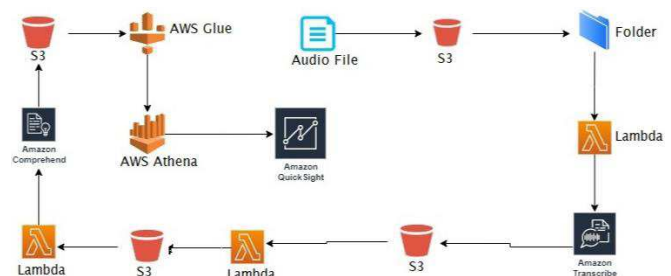 AWS Glue
S3
Audio File
S3
Folder
Amazon
Comprehend
AWS Athena
Amazon
QuickSight
Lambda
Lambda
S3
Lambda
S3
Amazon
Transcribe